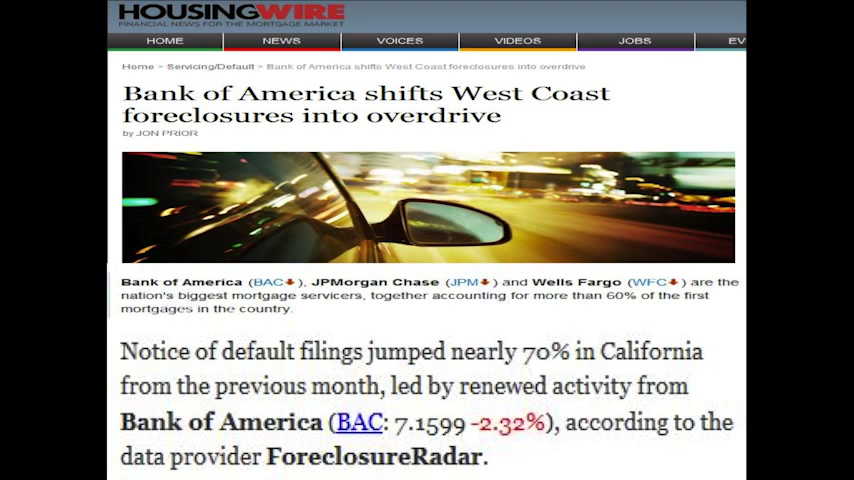 HOUSINGWIRE
FINANCIAL NEWS FOR THE MORTGAGE MARKET
HOME NEWS VOICES VIDEOS JOBS EV
Home > Servicing/Default > Bank of America shifts West Coast foreclosures into overdrive
Bank of America shifts West Coast
foreclosures into overdrive
by JON PRIOR
Bank of America (BAC), JPMorgan Chase (JPM) and Wells Fargo (WFC) are the
nation's biggest mortgage servicers, together accounting for more than 60% of the first
mortgages in the country.
Notice of default filings jumped nearly 70% in California
from the previous month, led by renewed activity from
Bank of America (BAC: 7.1599 -2.32%), according to the
data provider ForeclosureRadar.